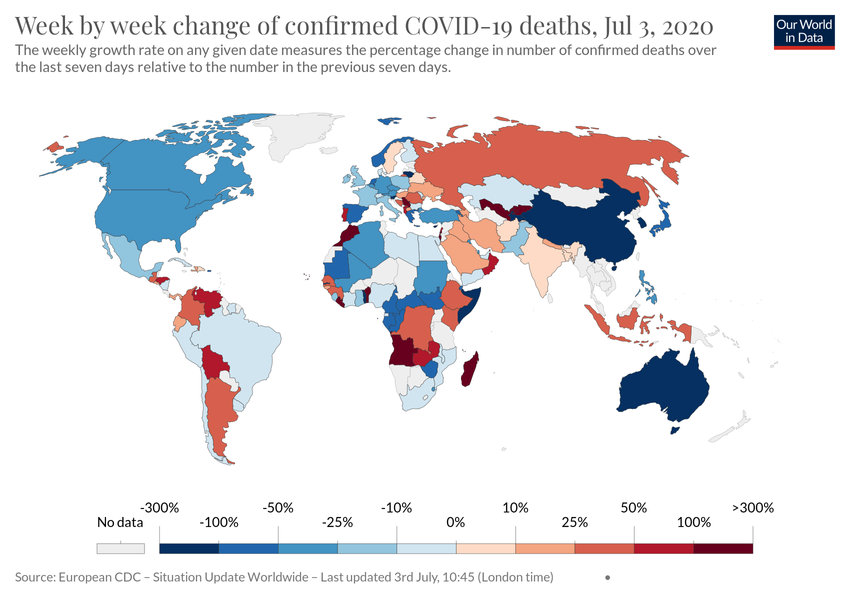 Week by week change of confirmed COVID-19 deaths, Jul 3, 2020
Our World
in Data
The weekly growth rate on any given date measures the percentage change in number of confirmed deaths over
the last seven days relative to the number in the previous seven days.
-300% -50% -10% 10% 50% >300%
No data -100% -25% 0% 25% 100%
Source: European CDC – Situation Update Worldwide – Last updated 3rd July, 10:45 (London time)